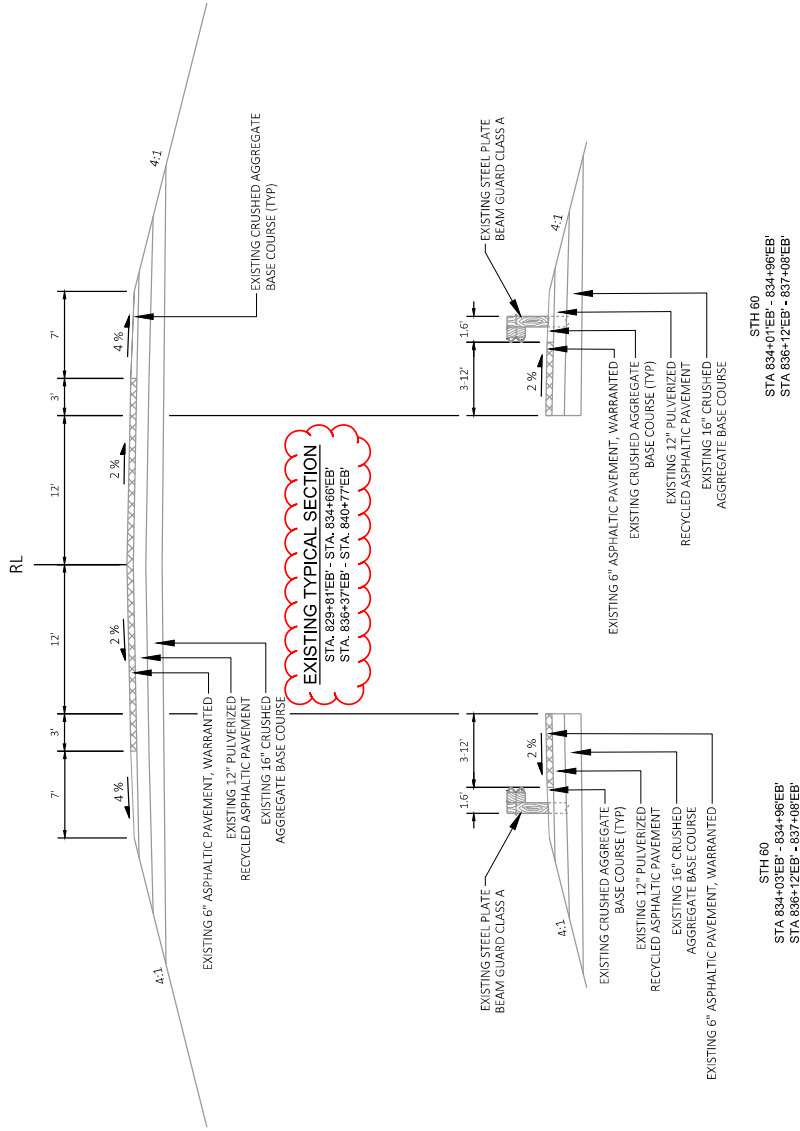 RL
7'
3'
12'
12'
3'
7'
4 %
2 %
2 %
4 %
4:1
4:1
EXISTING 6" ASPHALTIC PAVEMENT, WARRANTED
EXISTING 12" PULVERIZED
RECYCLED ASPHALTIC PAVEMENT
EXISTING 16" CRUSHED
AGGREGATE BASE COURSE
EXISTING CRUSHED AGGREGATE
BASE COURSE (TYP)
EXISTING TYPICAL SECTION
STA. 829+81'EB' - STA. 834+66'EB'
STA. 836+37'EB' - STA. 840+77'EB'
EXISTING STEEL PLATE
BEAM GUARD CLASS A
1.6'
3-12'
2 %
4:1
EXISTING CRUSHED AGGREGATE
BASE COURSE (TYP)
EXISTING 12" PULVERIZED
RECYCLED ASPHALTIC PAVEMENT
EXISTING 16" CRUSHED
AGGREGATE BASE COURSE
EXISTING 6" ASPHALTIC PAVEMENT, WARRANTED
STH 60
STA 834+03'EB' - 834+96'EB'
STA 836+12'EB' - 837+08'EB'
3-12'
1.6'
EXISTING STEEL PLATE
BEAM GUARD CLASS A
2 %
4:1
EXISTING 6" ASPHALTIC PAVEMENT, WARRANTED
EXISTING CRUSHED AGGREGATE
BASE COURSE (TYP)
EXISTING 12" PULVERIZED
RECYCLED ASPHALTIC PAVEMENT
EXISTING 16" CRUSHED
AGGREGATE BASE COURSE
STH 60
STA 834+01'EB' - 834+96'EB'
STA 836+12'EB' - 837+08'EB'